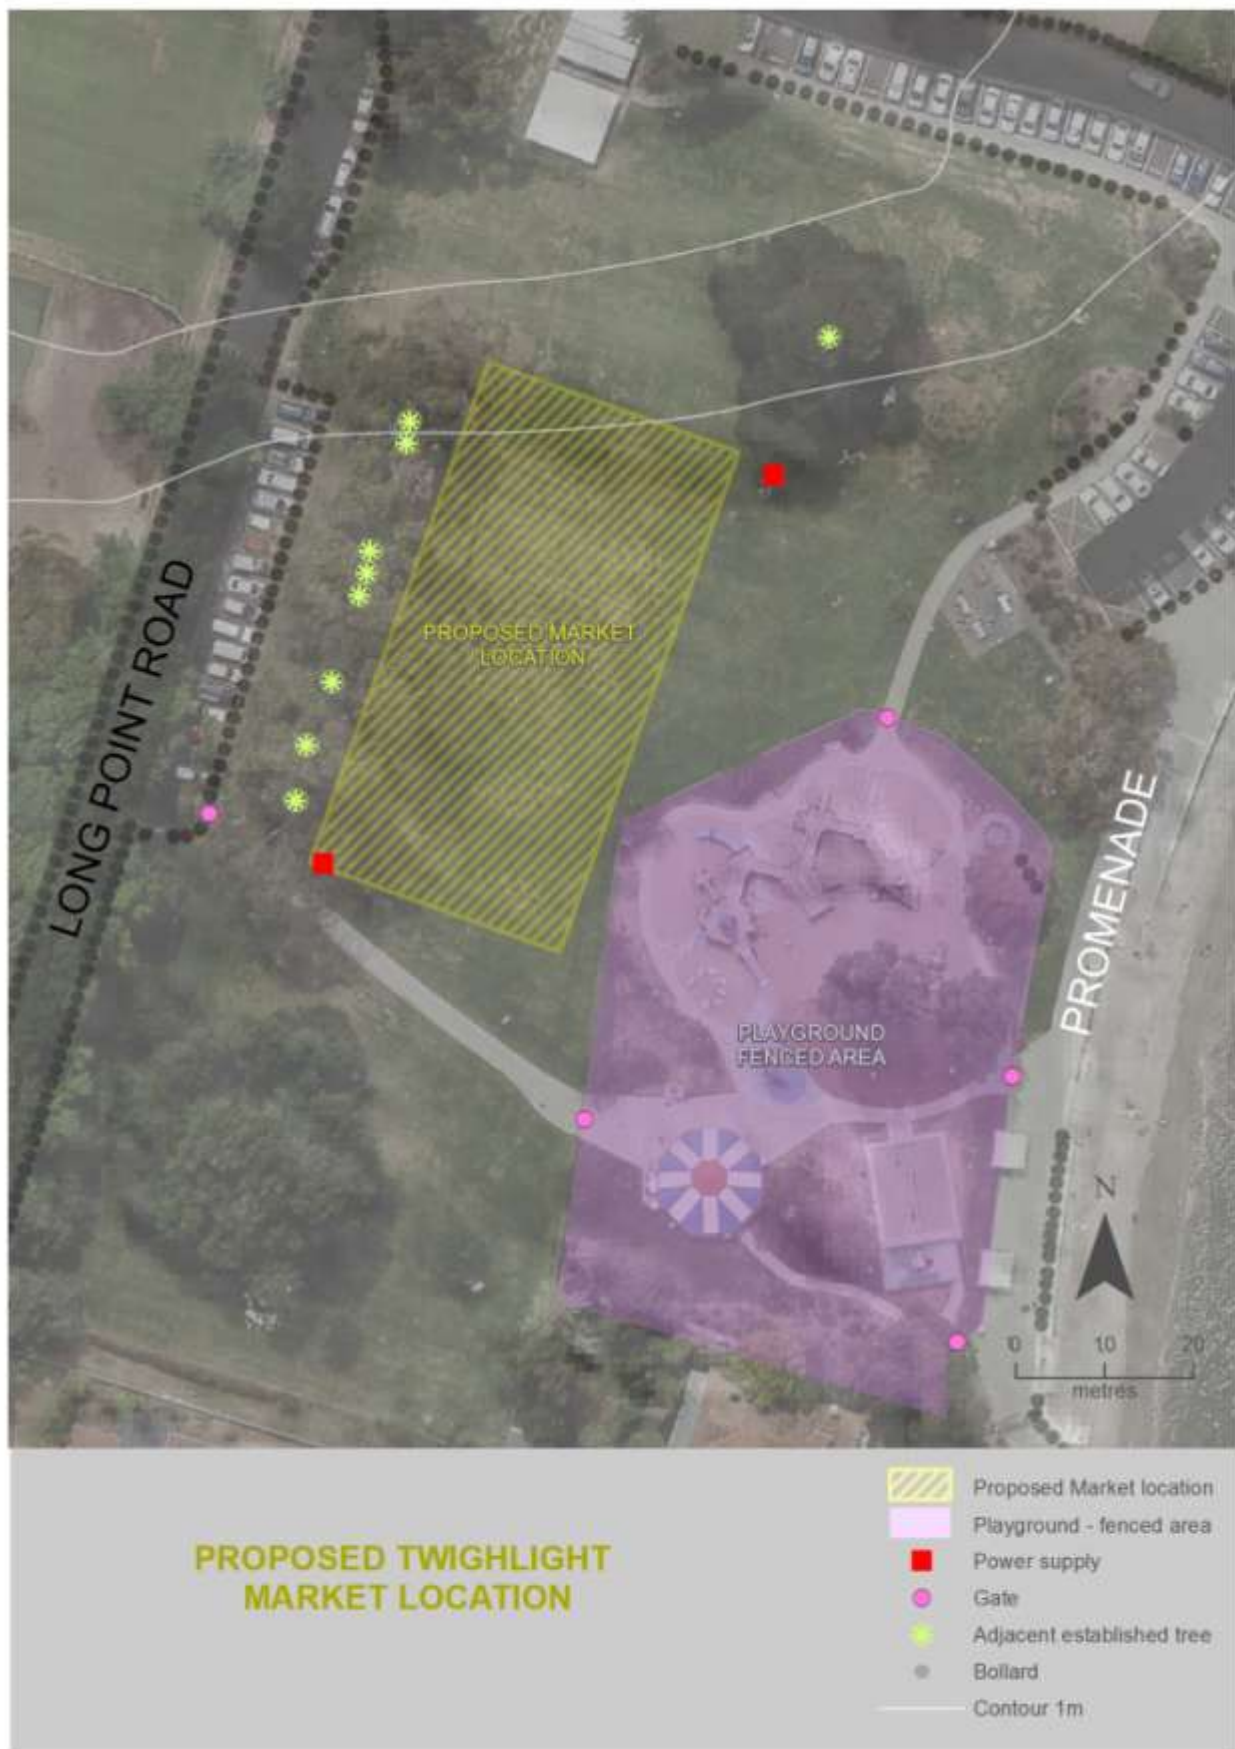 PROPOSED MARKET
LOCATION
LONG POINT ROAD
PROMENADE
PLAYGROUND
FENCED AREA
N
0 10 20
metres
PROPOSED TWIGHLIGHT
MARKET LOCATION
Proposed Market location
Playground - fenced area
Power supply
Gate
Adjacent established tree
Bollard
Contour 1m